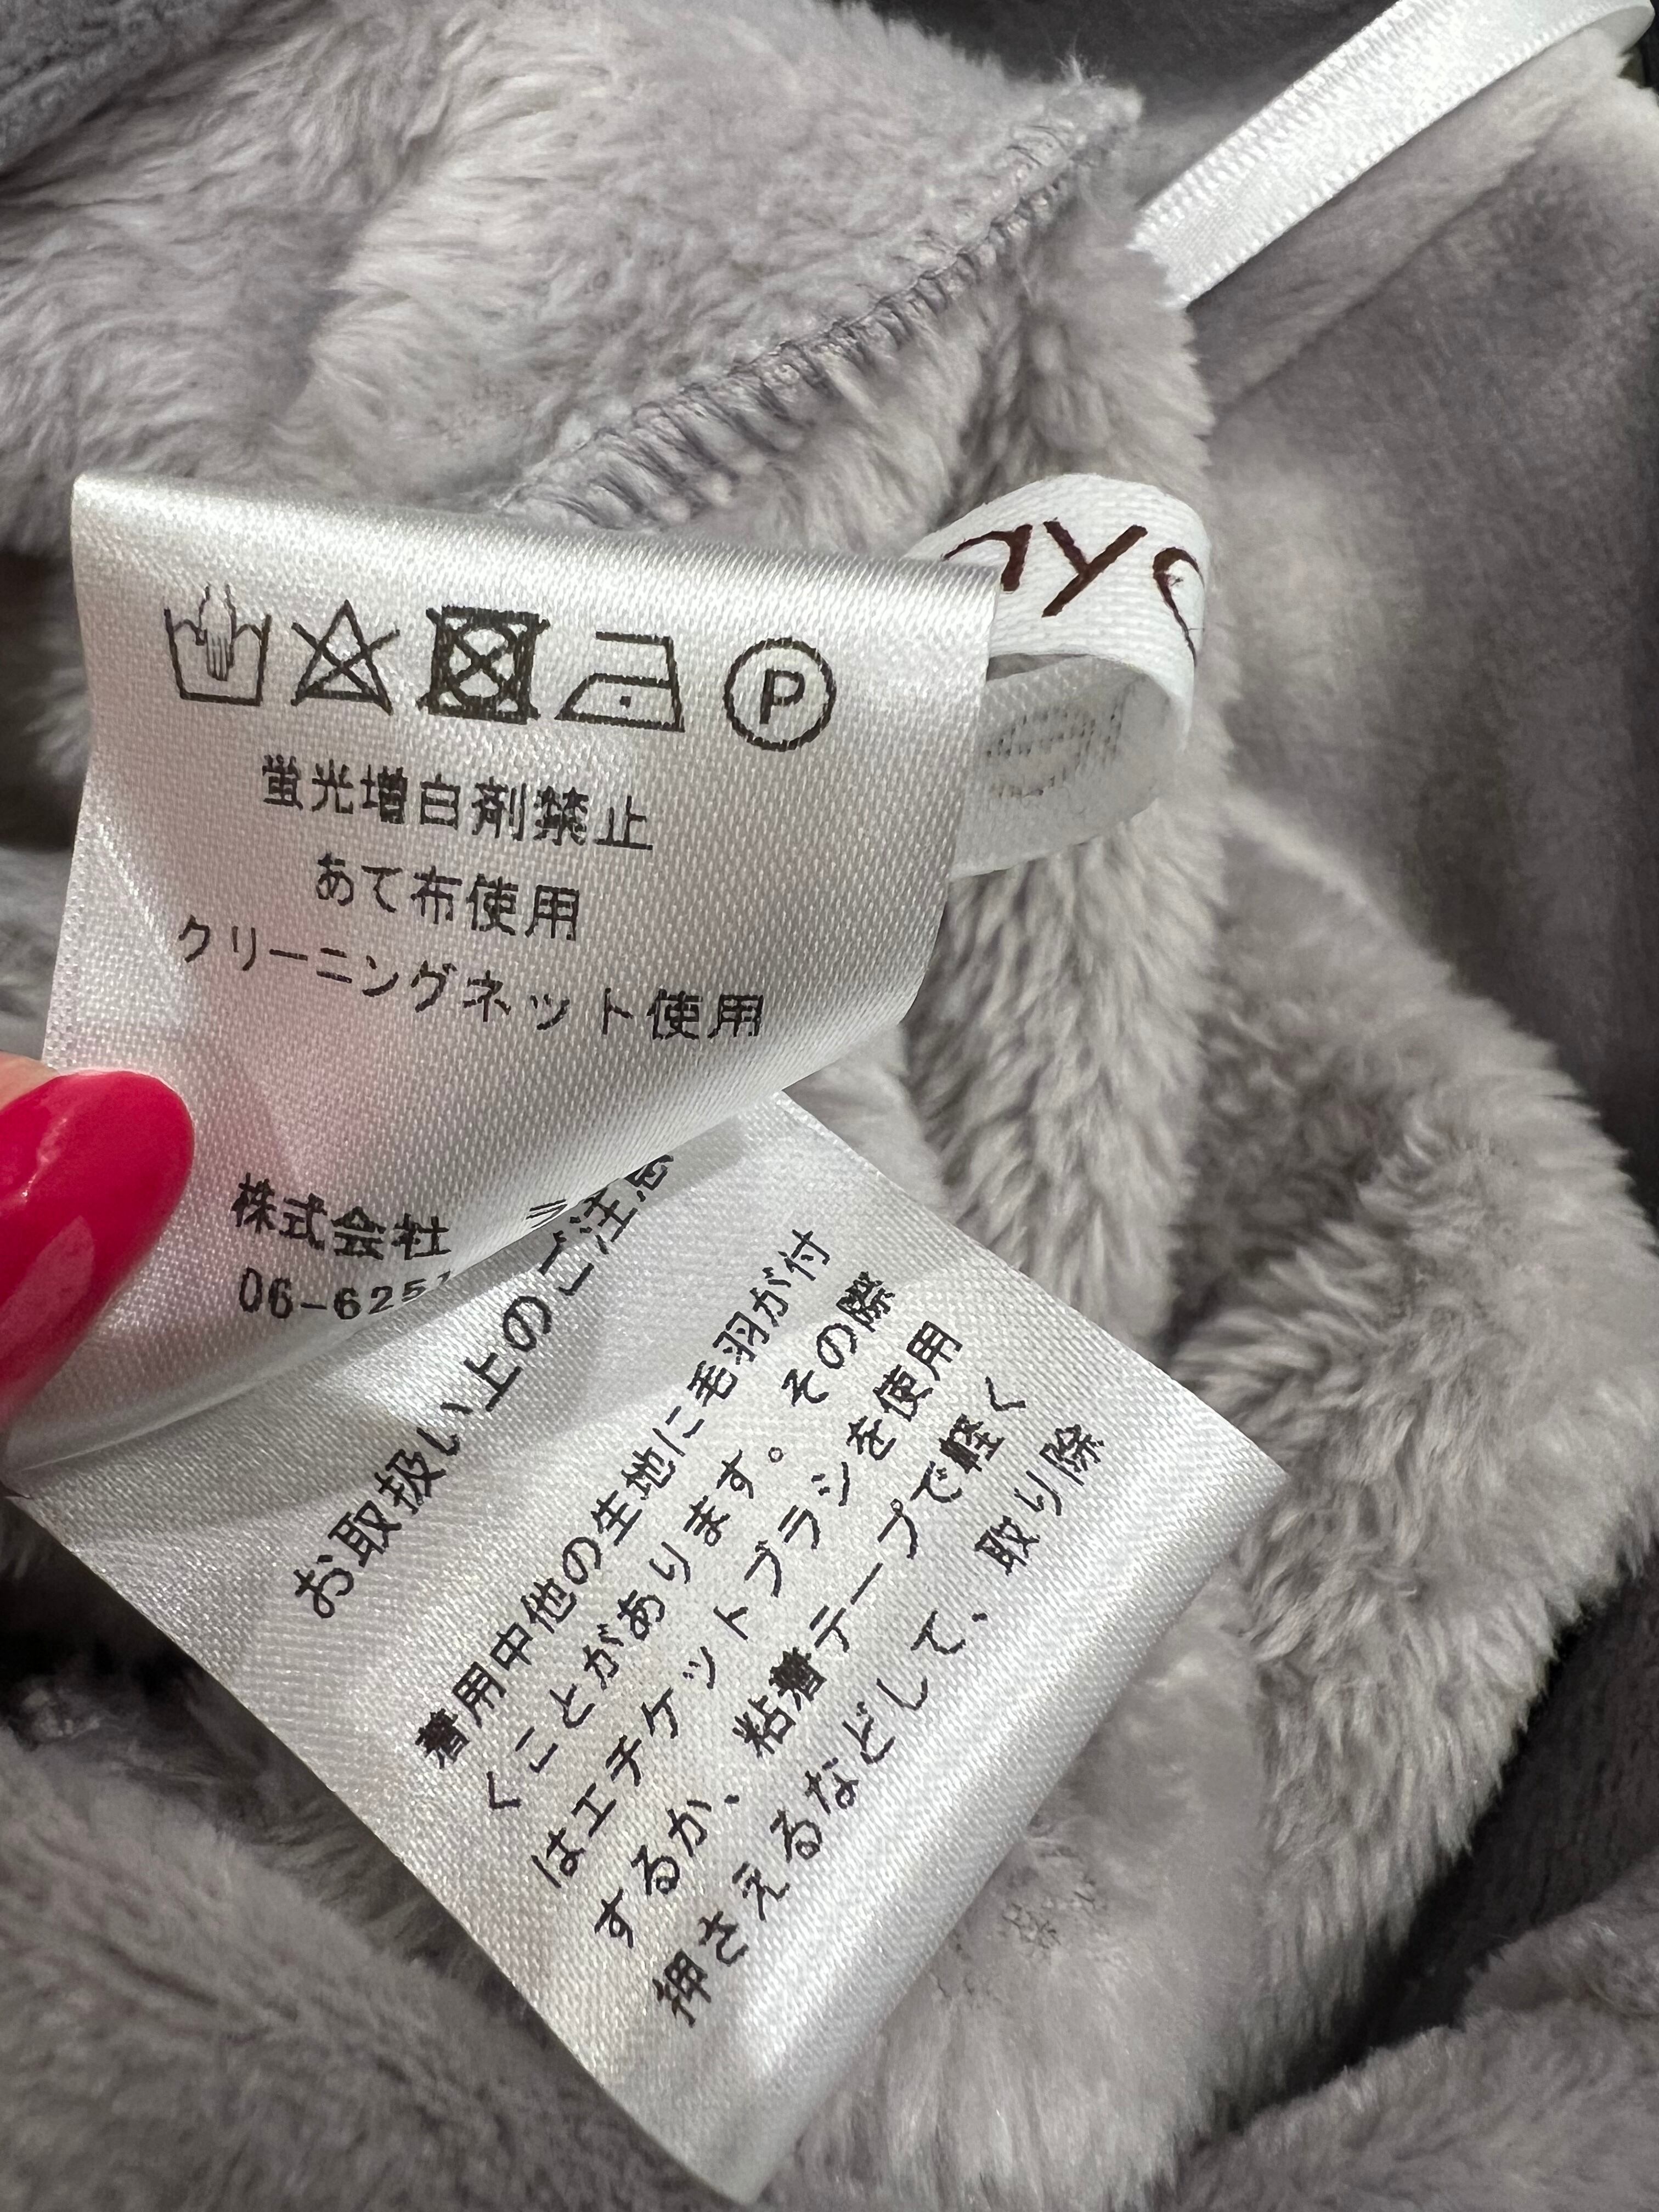 P
蛍光増白剤禁止
あて布使用
クリーニングネット使用
株式会社
06-625
お取扱い上のご注意
着用中他の生地に毛羽が付
くことがあります。その際
はエチケットブラシを使用
するか、粘着テープで軽く
押さえるなどして、取り除